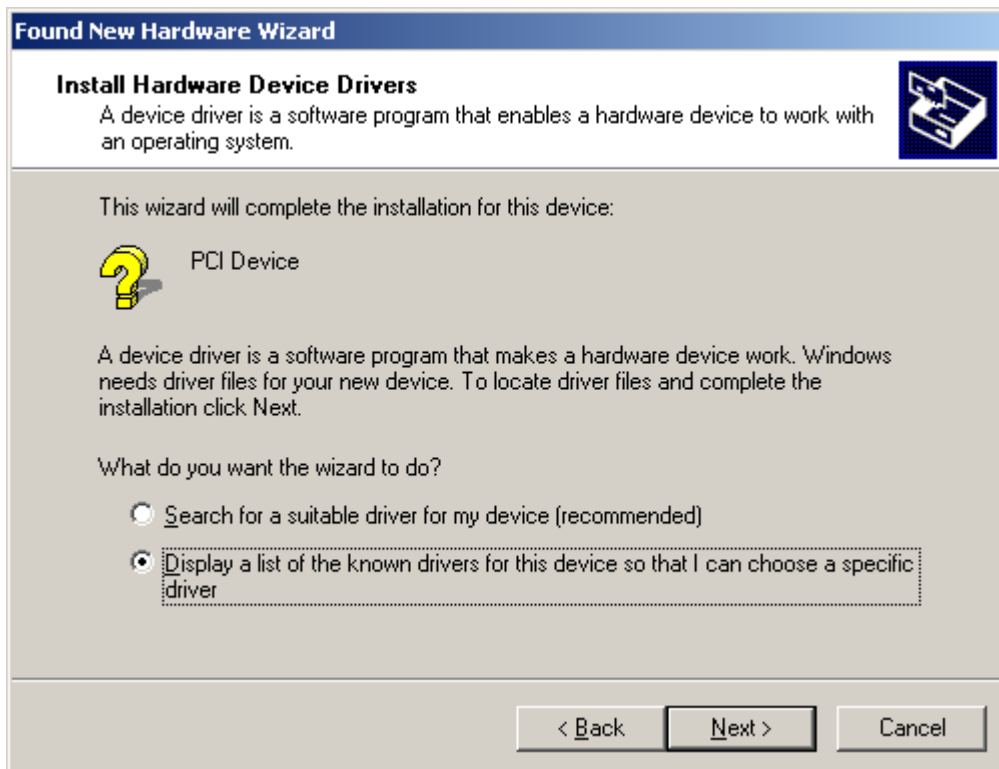 Found New Hardware Wizard
Install Hardware Device Drivers
A device driver is a software program that enables a hardware device to work with
an operating system.
This wizard will complete the installation for this device:
PCI Device
A device driver is a software program that makes a hardware device work. Windows
needs driver files for your new device. To locate driver files and complete the
installation click Next.
What do you want the wizard to do?
Search for a suitable driver for my device (recommended)
Display a list of the known drivers for this device so that I can choose a specific
driver
< Back
Next >
Cancel